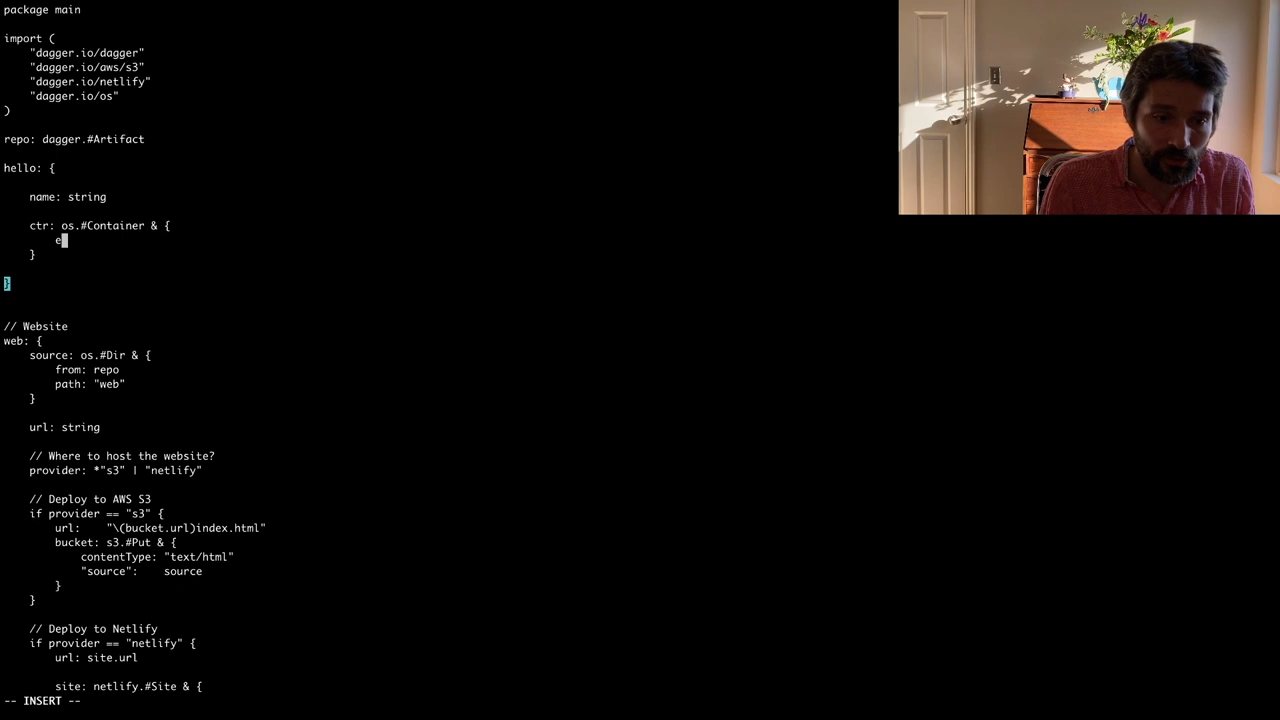 package main
import (
"dagger.io/dagger"
"dagger.io/aws/s3"
"dagger.io/netlify"
"dagger.io/os"
)
repo: dagger.#Artifact
hello: {
name: string
ctr: os.#Container & {
e
}
}
// Website
web: {
source: os.#Dir & {
from: repo
path: "web"
}
url: string
// Where to host the website?
provider: *"s3" | "netlify"
// Deploy to AWS S3
if provider == "s3" {
url:    "\(bucket.url)index.html"
bucket: s3.#Put & {
contentType: "text/html"
"source":    source
}
}
// Deploy to Netlify
if provider == "netlify" {
url: site.url
site: netlify.#Site & {
-- INSERT --